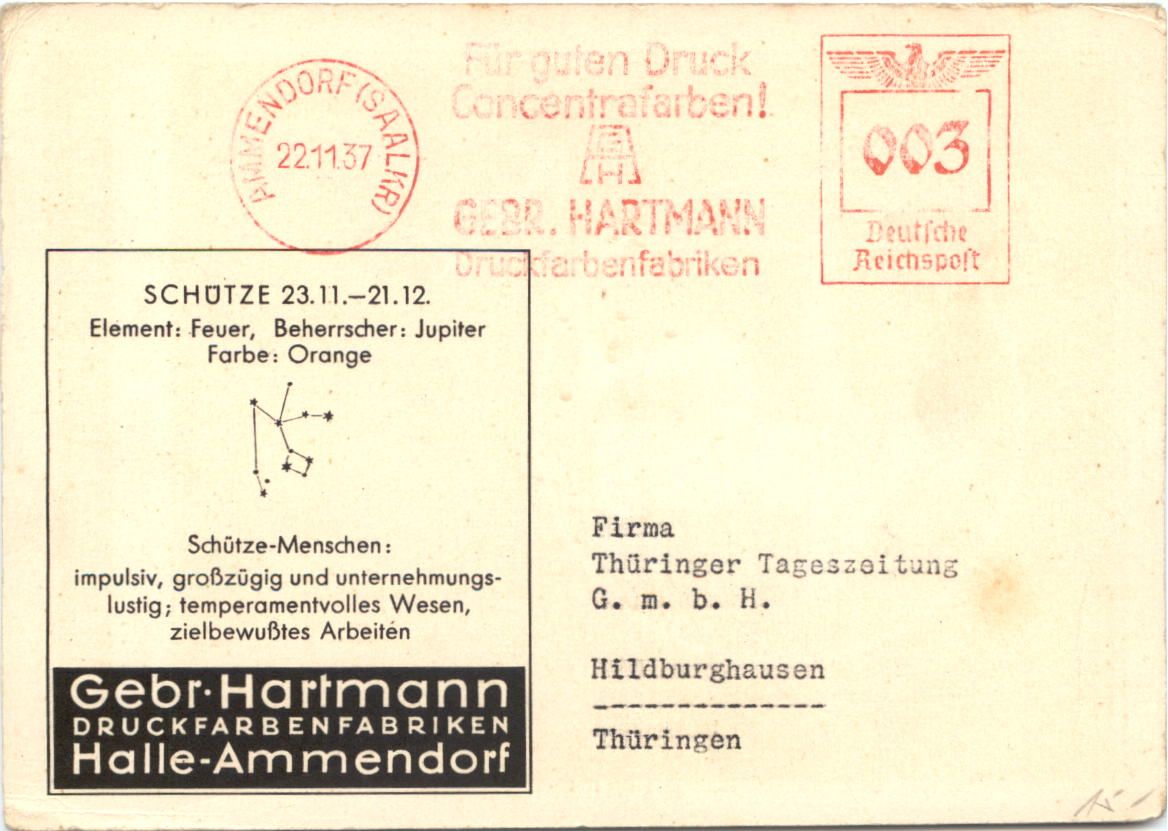 AMMENDORF (SAALKR)
22.11.37
Für guten Druck
Concentrafarben!
G
H
GEBR. HARTMANN
Druckfarbenfabriken
003
Deutsche
Reichspost
SCHÜTZE 23.11.—21.12.
Element: Feuer, Beherrscher: Jupiter
Farbe: Orange
Schütze-Menschen:
impulsiv, großzügig und unternehmungs-
lustig; temperamentvolles Wesen,
zielbewußtes Arbeiten
Gebr. Hartmann
DRUCKFARBENFABRIKEN
Halle-Ammendorf
Firma
Thüringer Tageszeitung
G. m. b. H.
Hildburghausen
--------------
Thüringen